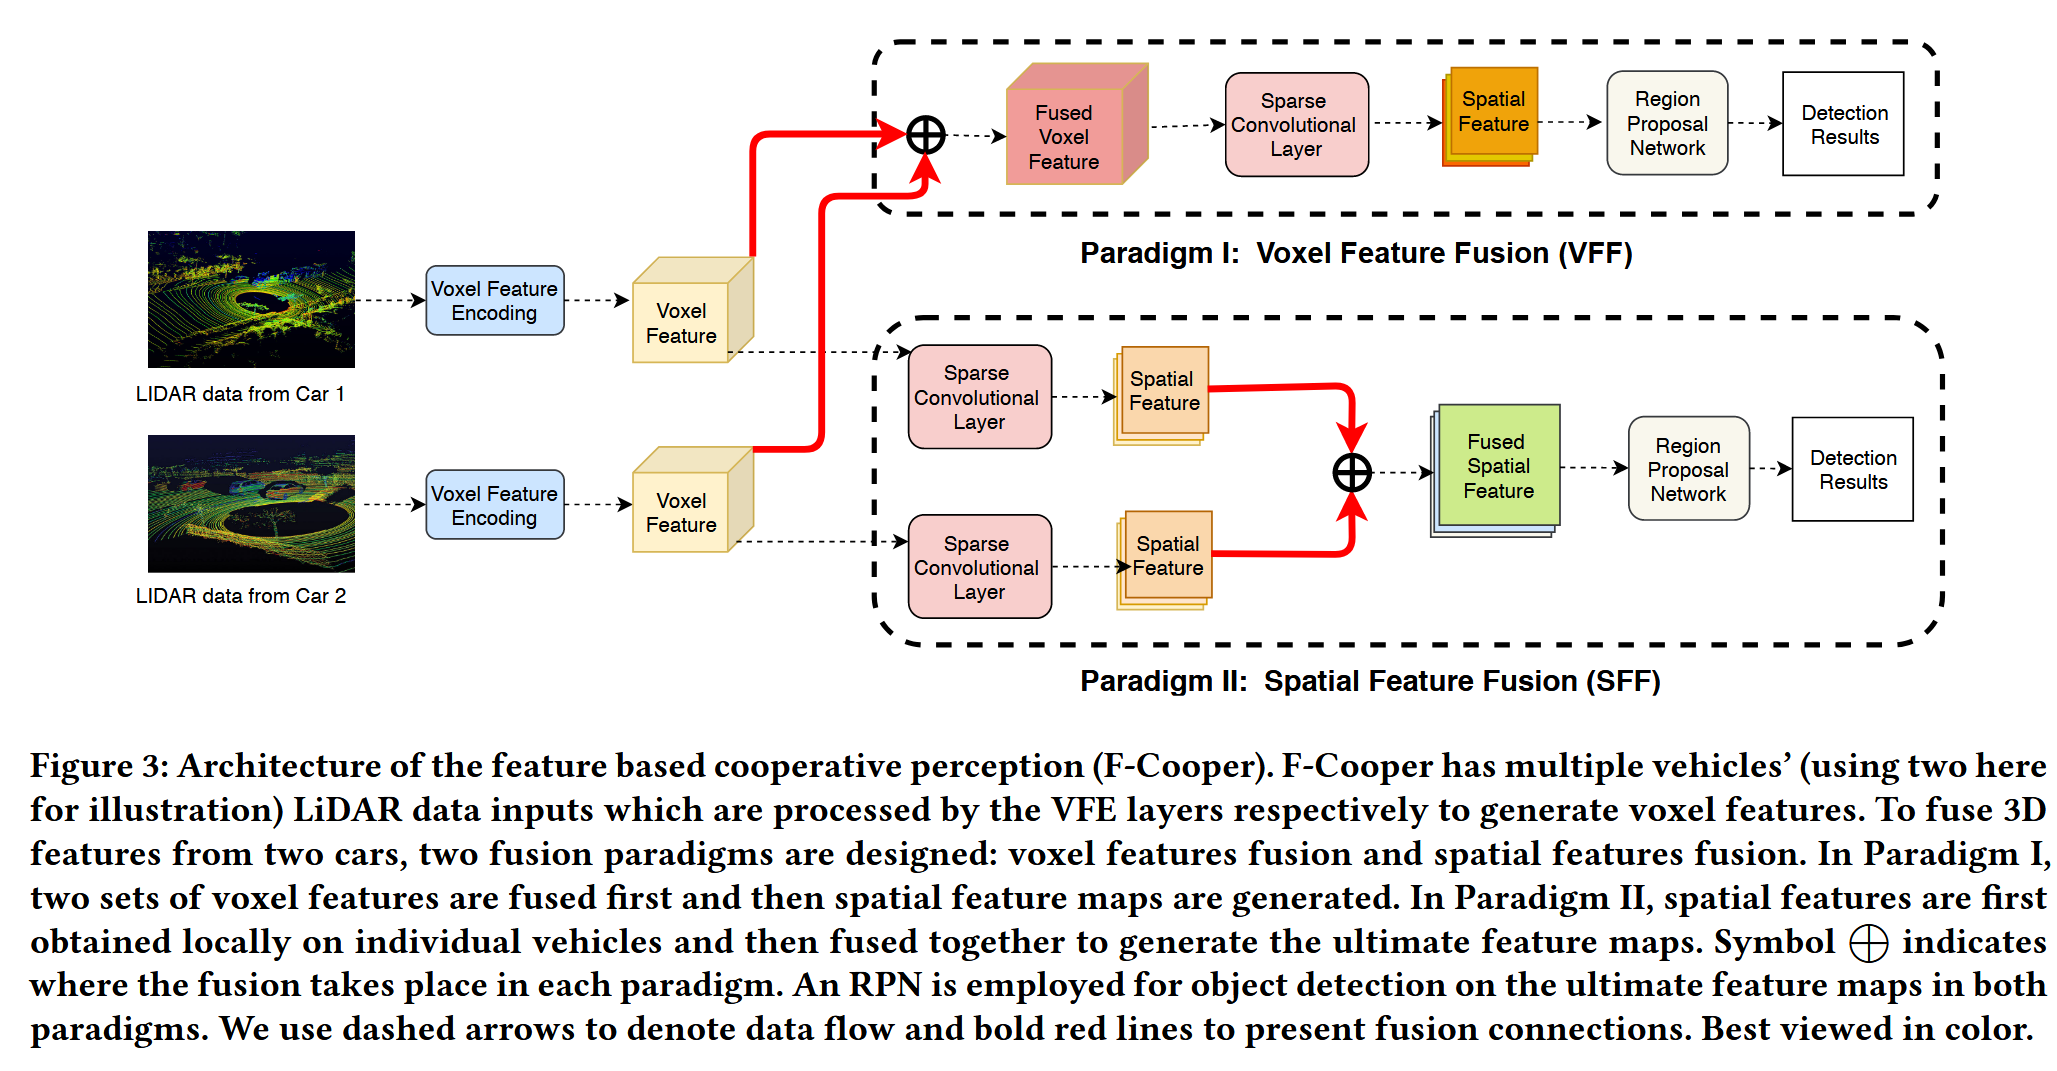 Fused
Voxel
Feature
Sparse
Convolutional
Layer
Spatial
Feature
Region
Proposal
Network
Detection
Results
Paradigm I: Voxel Feature Fusion (VFF)
Voxel Feature
Encoding
Voxel
Feature
LIDAR data from Car 1
Voxel Feature
Encoding
Voxel
Feature
LIDAR data from Car 2
Sparse
Convolutional
Layer
Spatial
Feature
Sparse
Convolutional
Layer
Spatial
Feature
Fused
Spatial
Feature
Region
Proposal
Network
Detection
Results
Paradigm II: Spatial Feature Fusion (SFF)
Figure 3: Architecture of the feature based cooperative perception (F-Cooper). F-Cooper has multiple vehicles’ (using two here
for illustration) LiDAR data inputs which are processed by the VFE layers respectively to generate voxel features. To fuse 3D
features from two cars, two fusion paradigms are designed: voxel features fusion and spatial features fusion. In Paradigm I,
two sets of voxel features are fused first and then spatial feature maps are generated. In Paradigm II, spatial features are first
obtained locally on individual vehicles and then fused together to generate the ultimate feature maps. Symbol ⊕ indicates
where the fusion takes place in each paradigm. An RPN is employed for object detection on the ultimate feature maps in both
paradigms. We use dashed arrows to denote data flow and bold red lines to present fusion connections. Best viewed in color.